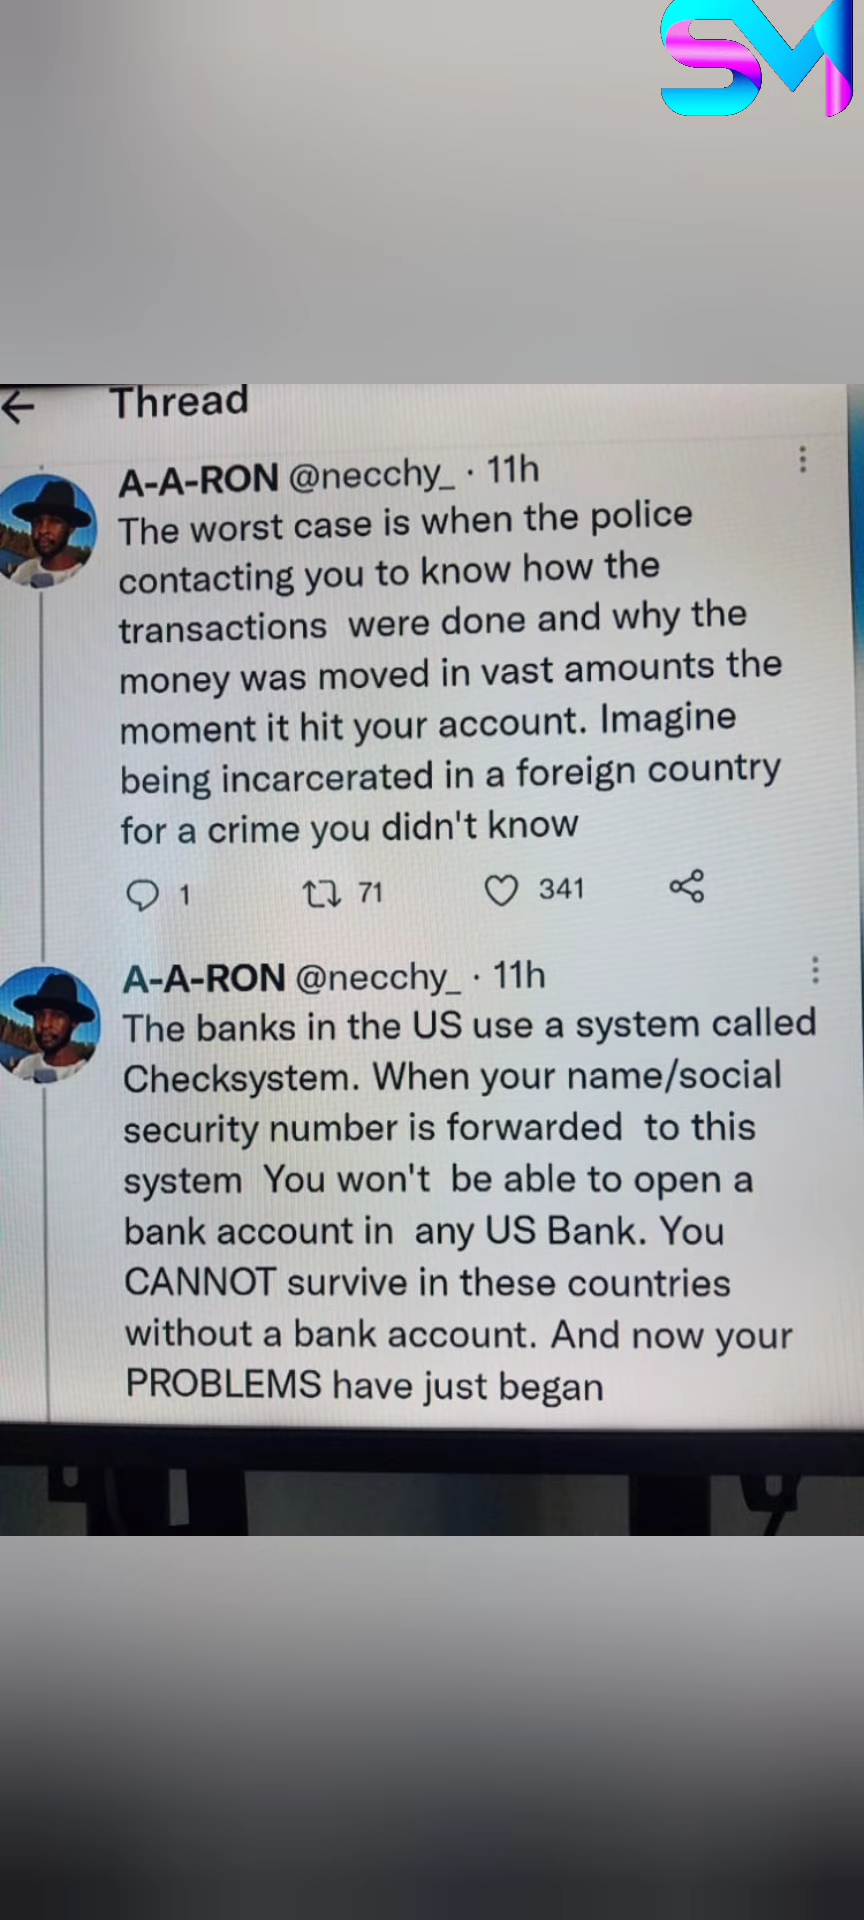 SM
Thread
A-A-RON @necchy_ · 11h
The worst case is when the police
contacting you to know how the
transactions were done and why the
money was moved in vast amounts the
moment it hit your account. Imagine
being incarcerated in a foreign country
for a crime you didn't know
1 71 341
A-A-RON @necchy_ · 11h
The banks in the US use a system called
Checksystem. When your name/social
security number is forwarded to this
system You won't be able to open a
bank account in any US Bank. You
CANNOT survive in these countries
without a bank account. And now your
PROBLEMS have just began